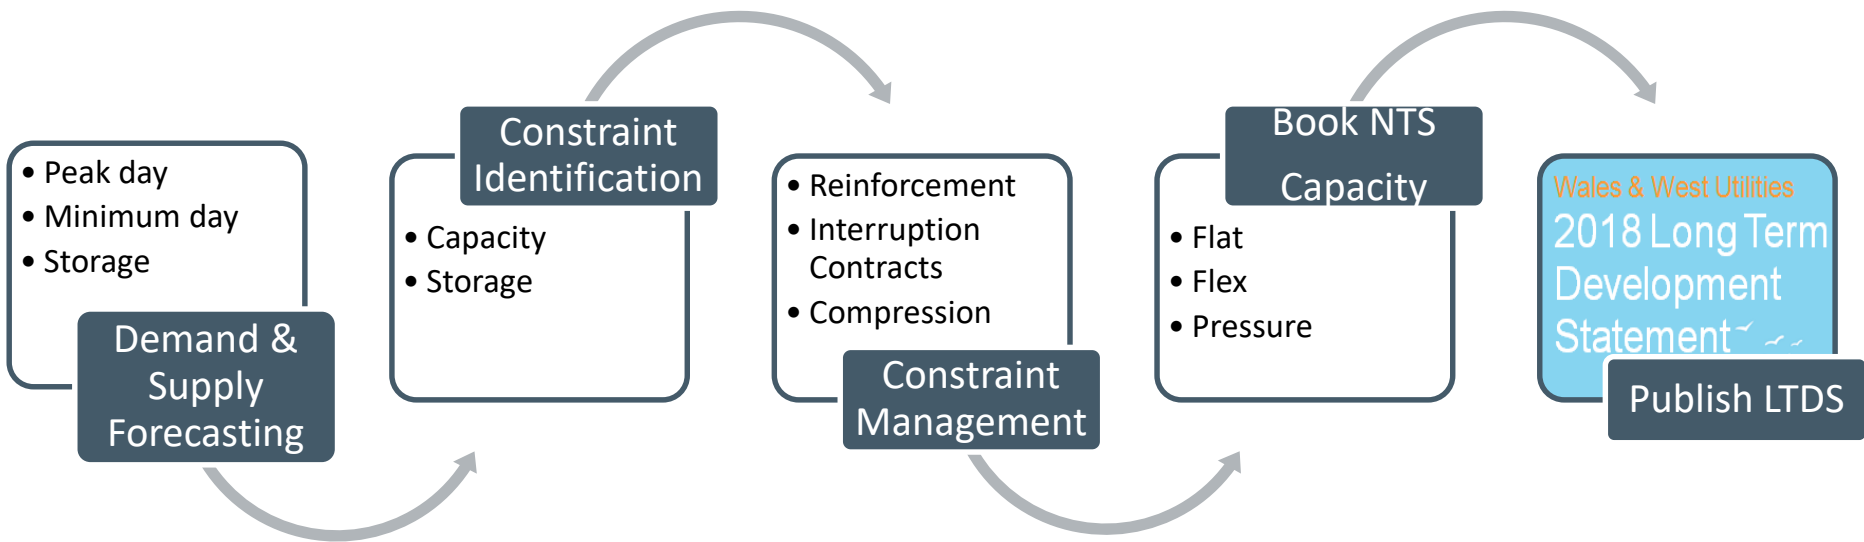 • Peak day
• Minimum day
• Storage
Demand &
Supply
Forecasting
Constraint
Identification
• Capacity
• Storage
• Reinforcement
• Interruption
Contracts
• Compression
Constraint
Management
Book NTS
Capacity
• Flat
• Flex
• Pressure
Wales & West Utilities
2018 Long Term
Development
Statement
Publish LTDS